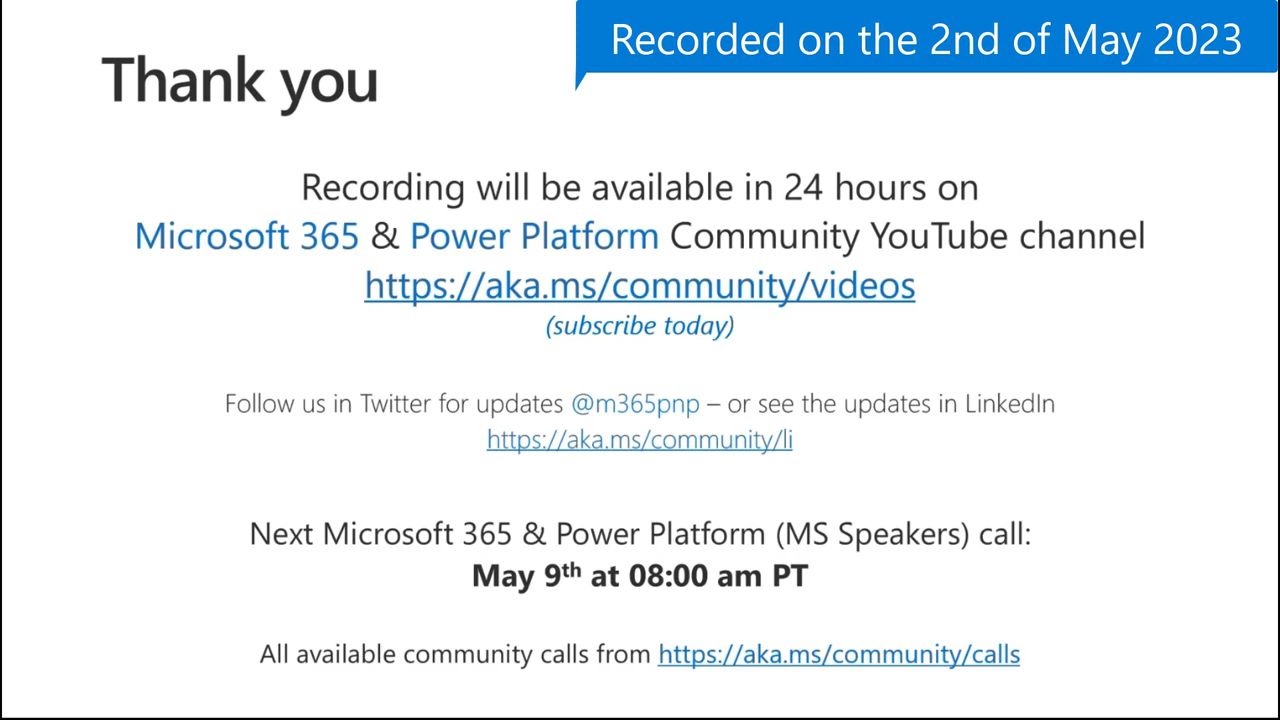 Recorded on the 2nd of May 2023
Thank you
Recording will be available in 24 hours on
Microsoft 365 & Power Platform Community YouTube channel
https://aka.ms/community/videos
(subscribe today)
Follow us in Twitter for updates @m365pnp – or see the updates in LinkedIn
https://aka.ms/community/li
Next Microsoft 365 & Power Platform (MS Speakers) call:
May 9th at 08:00 am PT
All available community calls from https://aka.ms/community/calls